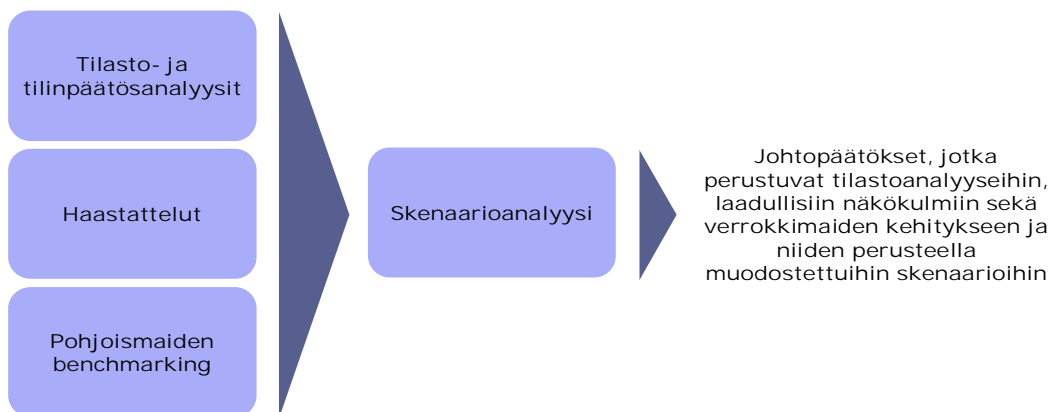 Tilasto- ja
tilinpäätösanalyysit
Haastattelut
Pohjoismaiden
benchmarking
Skenaarioanalyysi
Johtopäätökset, jotka
perustuvat tilastoanalyyseihin,
laadullisiin näkökulmiin sekä
verrokkimaiden kehitykseen ja
niiden perusteella
muodostettuihin skenaarioihin